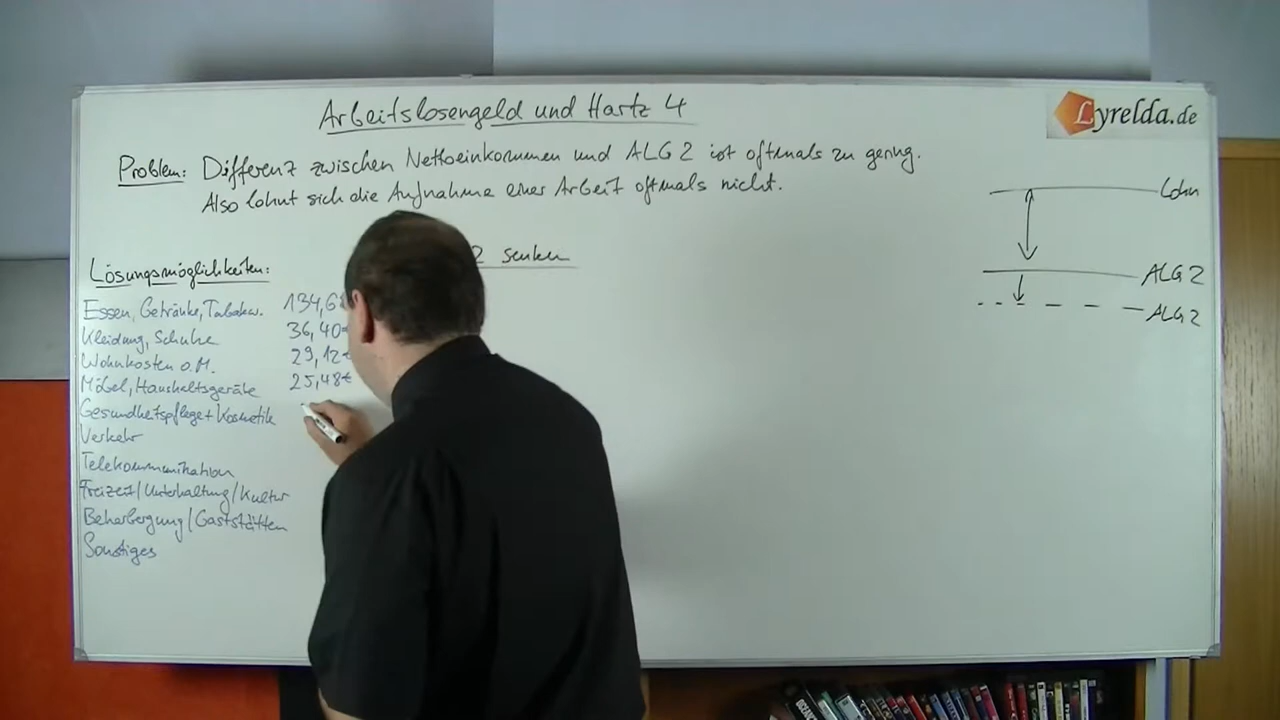 Arbeitslosengeld und Hartz 4
Lyrelda.de
Problem: Differenz zwischen Nettoeinkommen und ALG 2 ist oftmals zu gering.
Also lohnt sich die Aufnahme einer Arbeit oftmals nicht.
Lohn
ALG 2
ALG 2
2 senken
Lösungsmöglichkeiten:
Essen, Getränke, Tabakw. 134,6
Kleidung, Schuhe 36,40€
Wohnkosten o.M. 29,12€
Möbel, Haushaltsgeräte 25,48€
Gesundheitspflege + Kosmetik
Verkehr
Telekommunikation
Freizeit/Unterhaltung/Kultur
Beherbergung/Gaststätten
Sonstiges